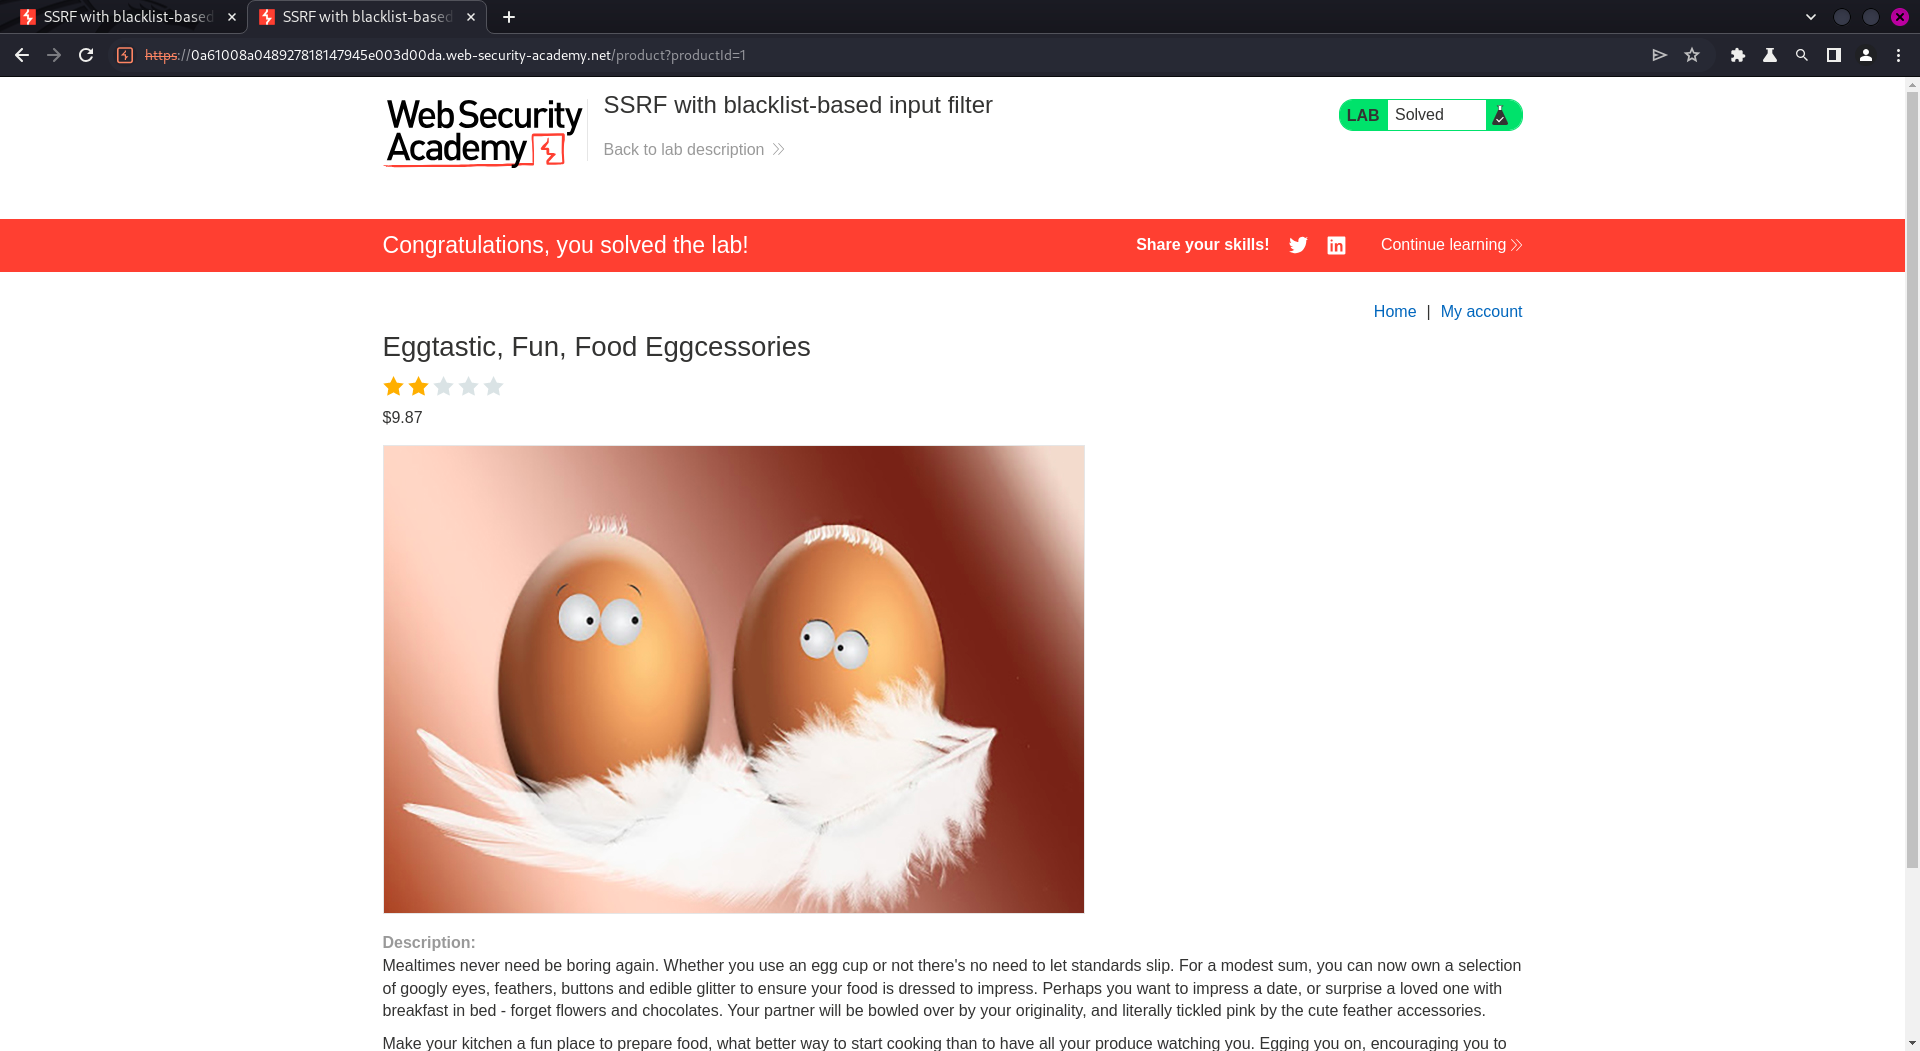 SSRF with blacklist-based
SSRF with blacklist-based
https://0a61008a048927818147945e003d00da.web-security-academy.net/product?productId=1
Web Security
Academy
SSRF with blacklist-based input filter
Back to lab description
LAB Solved
Congratulations, you solved the lab!
Share your skills!
Continue learning
Home | My account
Eggtastic, Fun, Food Eggcessories
$9.87
Description:
Mealtimes never need be boring again. Whether you use an egg cup or not there's no need to let standards slip. For a modest sum, you can now own a selection
of googly eyes, feathers, buttons and edible glitter to ensure your food is dressed to impress. Perhaps you want to impress a date, or surprise a loved one with
breakfast in bed - forget flowers and chocolates. Your partner will be bowled over by your originality, and literally tickled pink by the cute feather accessories.
Make your kitchen a fun place to prepare food, what better way to start cooking than to have all your produce watching you. Egging you on, encouraging you to